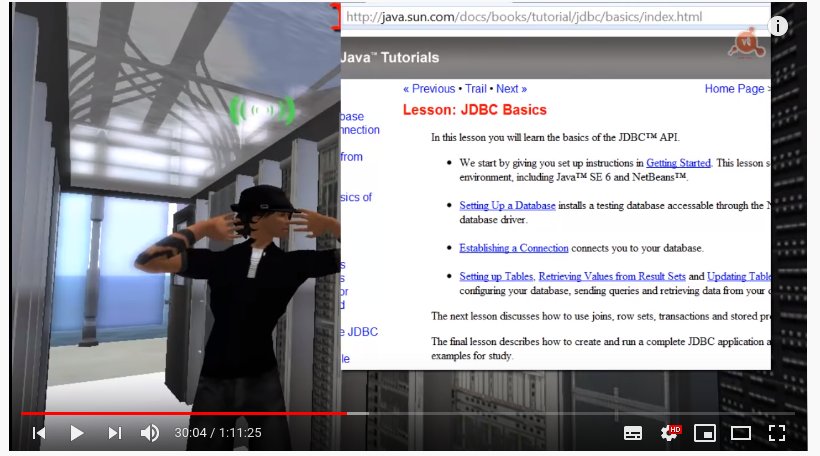 http://java.sun.com/docs/books/tutorial/jdbc/basics/index.html
Java™ Tutorials
« Previous • Trail • Next »
Home Page >
Lesson: JDBC Basics
In this lesson you will learn the basics of the JDBC™ API.
We start by giving you set up instructions in Getting Started. This lesson s
environment, including Java™ SE 6 and NetBeans™.
Setting Up a Database installs a testing database accessable through the N
database driver.
Establishing a Connection connects you to your database.
Setting up Tables, Retrieving Values from Result Sets and Updating Table
configuring your database, sending queries and retrieving data from your
The next lesson discusses how to use joins, row sets, transactions and stored pr
The final lesson describes how to create and run a complete JDBC application a
examples for study.
base
nnection
from
sics of
s
s
or
d
e JDBC
le
vt
30:04 / 1:11:25
HD